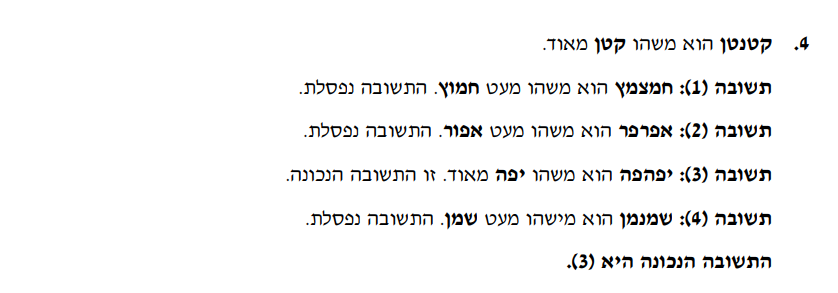 4. קטנטן הוא משהו קטן מאוד.
תשובה (1): חמצמץ הוא משהו מעט חמוץ. התשובה נפסלת.
תשובה (2): אפרפר הוא משהו מעט אפור. התשובה נפסלת.
תשובה (3): יפהפה הוא משהו יפה מאוד. זו התשובה הנכונה.
תשובה (4): שמנמן הוא מישהו מעט שמן. התשובה נפסלת.
התשובה הנכונה היא (3).